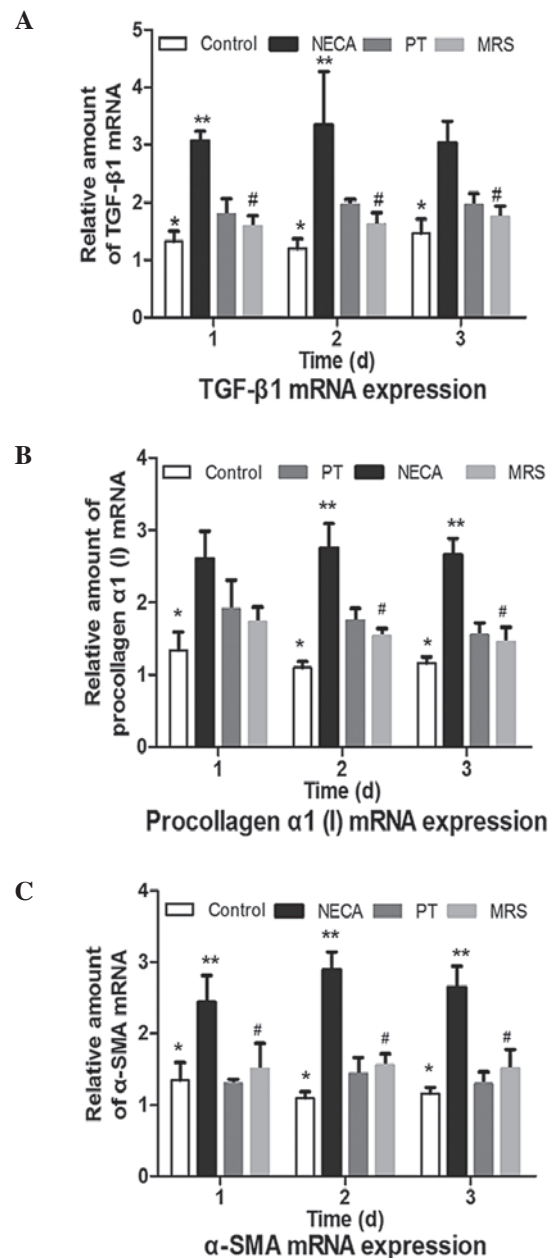 A
Control NECA PT MRS
Relative amount
of TGF-β1 mRNA
5
4
3
2
1
0
* ** #
* ** #
* #
1 2 3
Time (d)
TGF-β1 mRNA expression
B
Control PT NECA MRS
Relative amount of
procollagen α1 (I) mRNA
4
3
2
1
0
*
* ** #
* ** #
1 2 3
Time (d)
Procollagen α1 (I) mRNA expression
C
Control NECA PT MRS
Relative amount
of α-SMA mRNA
4
3
2
1
0
* ** #
* ** #
* ** #
1 2 3
Time (d)
α-SMA mRNA expression